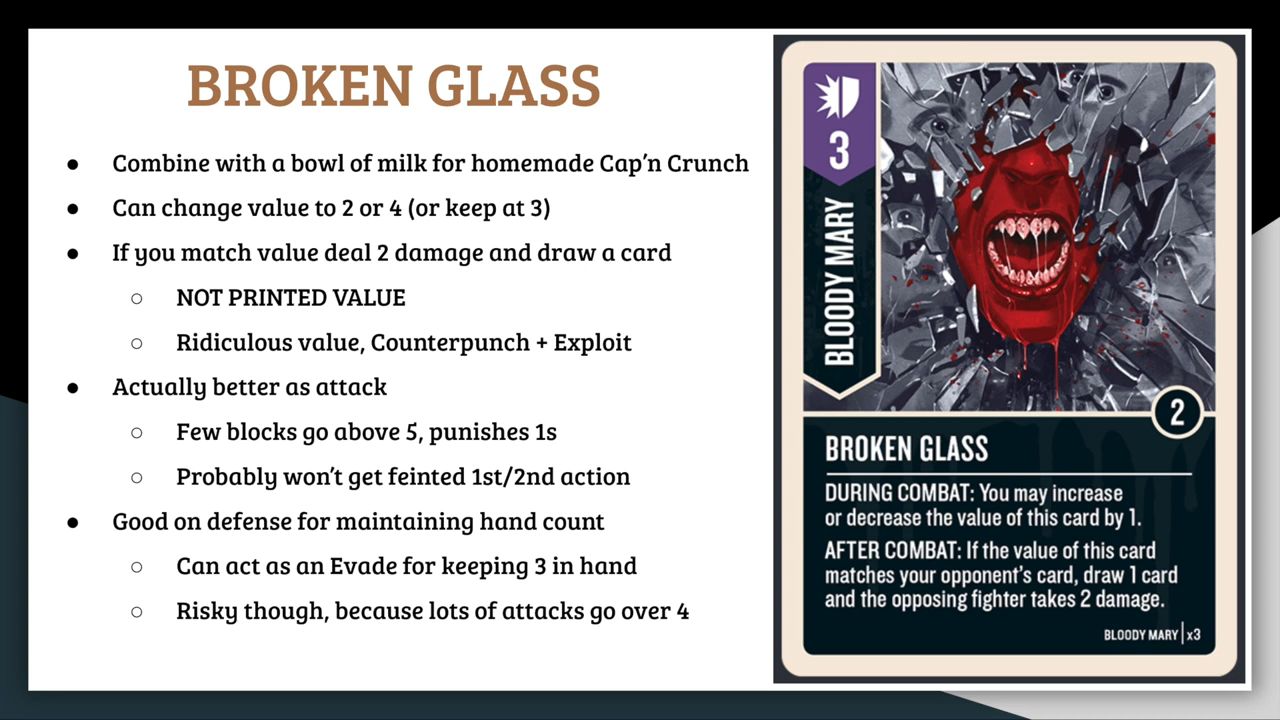 BROKEN GLASS
● Combine with a bowl of milk for homemade Cap’n Crunch
● Can change value to 2 or 4 (or keep at 3)
● If you match value deal 2 damage and draw a card
○ NOT PRINTED VALUE
○ Ridiculous value, Counterpunch + Exploit
● Actually better as attack
○ Few blocks go above 5, punishes 1s
○ Probably won’t get feinted 1st/2nd action
● Good on defense for maintaining hand count
○ Can act as an Evade for keeping 3 in hand
○ Risky though, because lots of attacks go over 4
3
BLOODY MARY
2
BROKEN GLASS
DURING COMBAT: You may increase
or decrease the value of this card by 1.
AFTER COMBAT: If the value of this card
matches your opponent’s card, draw 1 card
and the opposing fighter takes 2 damage.
BLOODY MARY | x3